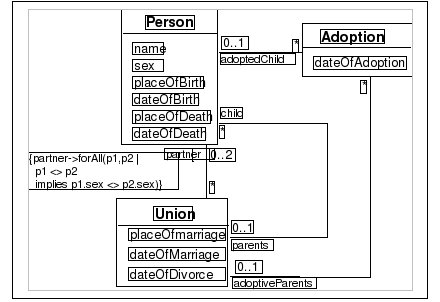 Person
name
sex
placeOfBirth
dateOfBirth
placeOfDeath
dateOfDeath
0..1
*
adoptedChild
Adoption
dateOfAdoption
*
child
*
partner
0..2
{partner->forAll(p1,p2 |
p1 <> p2
implies p1.sex <> p2.sex)}
*
Union
placeOfmarriage
dateOfMarriage
dateOfDivorce
0..1
parents
0..1
adoptiveParents